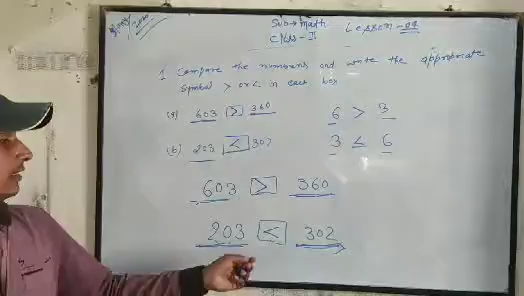 Sub→ Math Lesson-01
Class-II
1 Compare the numbers and write the appropriate
symbol > or < in each box
(a) 603 > 360 6 > 3
(b) 203 < 302 3 < 6
603 > 360
203 < 302